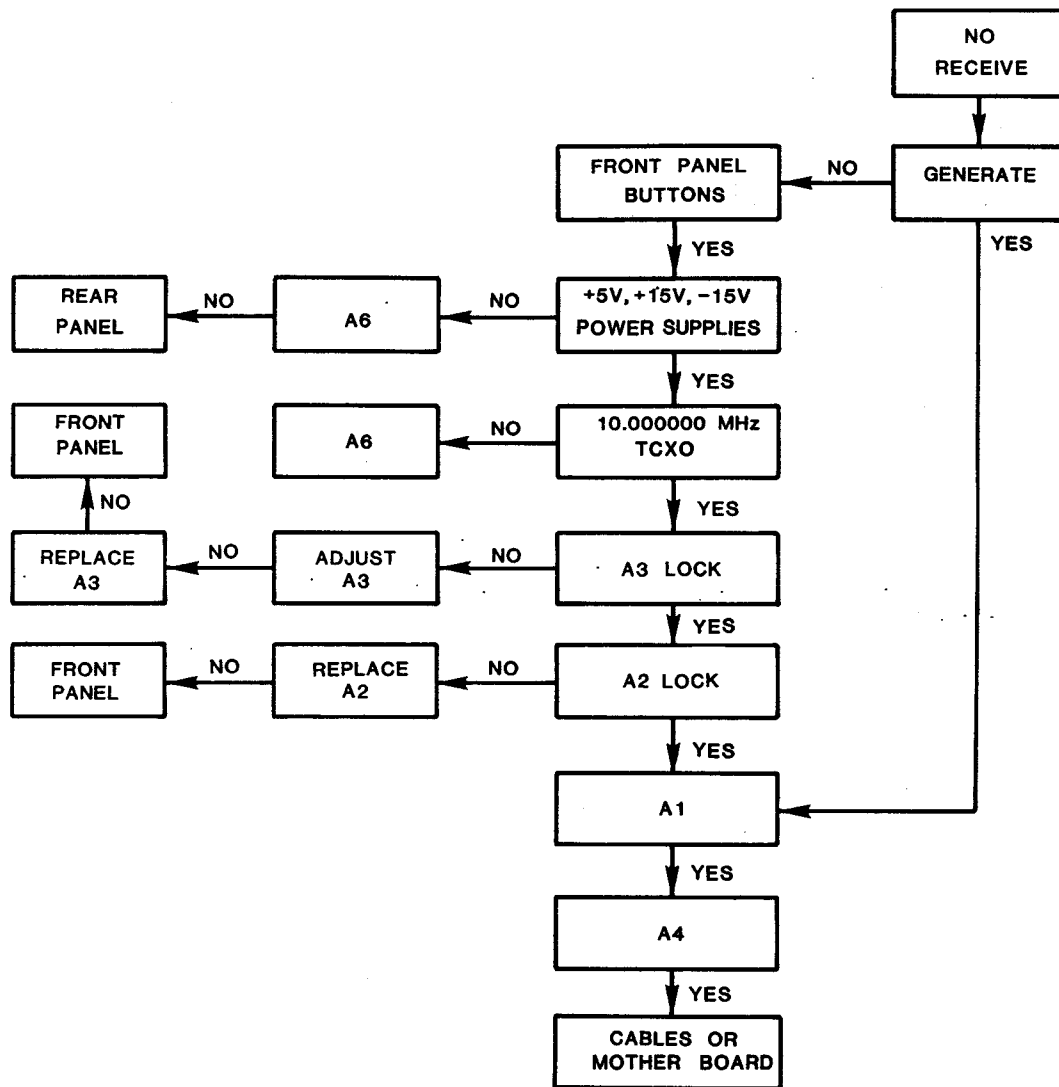 NO
RECEIVE
GENERATE
YES
NO
FRONT PANEL
BUTTONS
YES
+5V, +15V, -15V
POWER SUPPLIES
NO
A6
NO
REAR
PANEL
YES
10.000000 MHz
TCXO
NO
A6
YES
A3 LOCK
NO
ADJUST
A3
NO
REPLACE
A3
NO
FRONT
PANEL
YES
A2 LOCK
NO
REPLACE
A2
NO
FRONT
PANEL
YES
A1
YES
A4
YES
CABLES OR
MOTHER BOARD